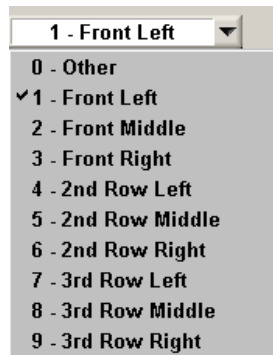 1 - Front Left
0 - Other
✓1 - Front Left
2 - Front Middle
3 - Front Right
4 - 2nd Row Left
5 - 2nd Row Middle
6 - 2nd Row Right
7 - 3rd Row Left
8 - 3rd Row Middle
9 - 3rd Row Right